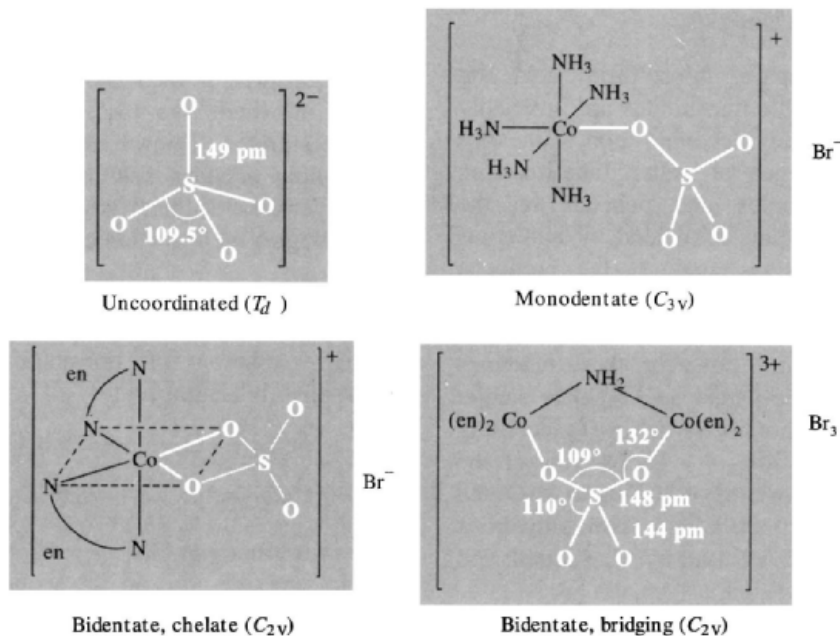 [ ]2−
O
149 pm
S
O O
109.5° O
Uncoordinated (Td )
[ ]+
NH3
NH3
H3N Co O O
H3N S
NH3 O O
Br−
Monodentate (C3v)
[ ]+
en N
N O O
Co S
N O O
en N
Br−
Bidentate, chelate (C2v)
[ ]3+
NH2
(en)2 Co Co(en)2
132°
109°
O O
110° S 148 pm
144 pm
O O
Br3
Bidentate, bridging (C2v)